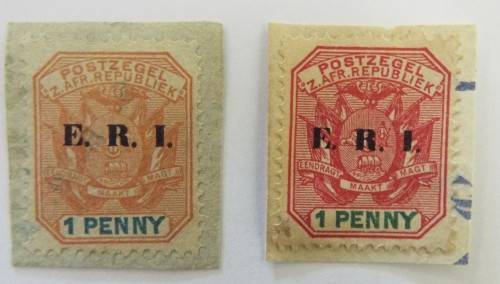 POSTZEGEL
Z. AFR. REPUBLIEK
E. R. I.
EENDRAGT MAAKT MAGT
1 PENNY
POSTZEGEL
Z. AFR. REPUBLIEK
E. R. I.
EENDRAGT MAAKT MAGT
1 PENNY